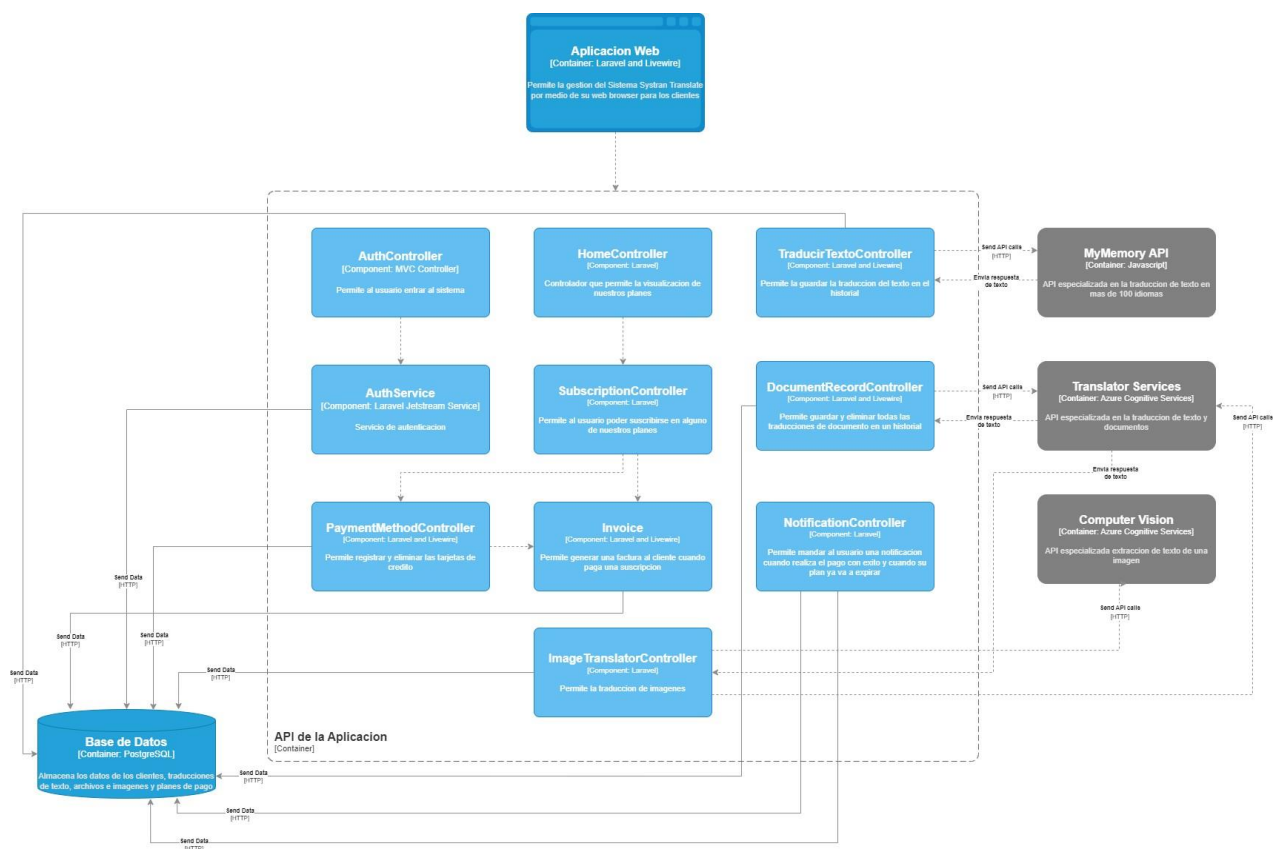 Aplicacion Web
[Container: Laravel and Livewire]
Permite la gestion del Sistema Systran Translate
por medio de su web browser para los clientes
AuthController
[Component: MVC Controller]
Permite al usuario entrar al sistema
HomeController
[Component: Laravel]
Controlador que permite la visualizacion de
nuestros planes
TraducirTextoController
[Component: Laravel and Livewire]
Permite la guardar la traduccion del texto en el
historial
Send API calls
[HTTP]
Envia respuesta
de texto
MyMemory API
[Container: Javascript]
API especializada en la traduccion de texto en
mas de 100 idiomas
AuthService
[Component: Laravel Jetstream Service]
Servicio de autenticacion
SubscriptionController
[Component: Laravel]
Permite al usuario poder suscribirse en alguno
de nuestros planes
DocumentRecordController
[Component: Laravel and Livewire]
Permite guardar y eliminar todas las
traducciones de documento en un historial
Send API calls
[HTTP]
Envia respuesta
de texto
Translator Services
[Container: Azure Cognitive Services]
API especializada en la traduccion de texto y
documentos
Send API calls
[HTTP]
Envia respuesta
de texto
PaymentMethodController
[Component: Laravel and Livewire]
Permite registrar y eliminar las tarjetas de
credito
Invoice
[Component: Laravel and Livewire]
Permite generar una factura al cliente cuando
paga una suscripcion
NotificationController
[Component: Laravel]
Permite mandar al usuario una notificacion
cuando realiza el pago con exito y cuando su
plan ya va a expirar
Computer Vision
[Container: Azure Cognitive Services]
API especializada extraccion de texto de una
imagen
Send Data
[HTTP]
Send API calls
[HTTP]
Send Data
[HTTP]
Send Data
[HTTP]
ImageTranslatorController
[Component: Laravel]
Permite la traduccion de imagenes
Send Data
[HTTP]
Send Data
[HTTP]
API de la Aplicacion
[Container]
Base de Datos
[Container: PostgreSQL]
Almacena los datos de los clientes, traducciones
de texto, archivos e imagenes y planes de pago
Send Data
[HTTP]
Send Data
[HTTP]
Send Data
[HTTP]